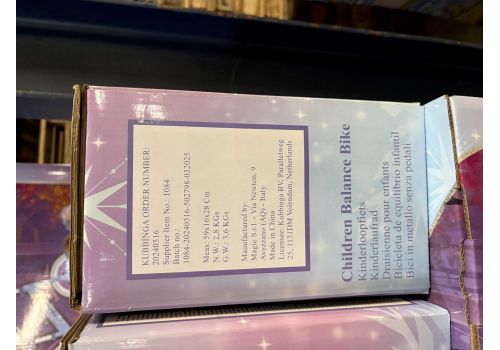 KUBBINGA ORDER NUMBER:
20240516
Supplier Item No.: 1084
Batch no.:
1084-20240516-502798-032025
Meas: 59x16x28 Cm
N.W.: 2,8 KGs
G.W.: 3,6 KGs
Manufactured by:
Magic S.r.l. - Via Newton, 9
Avezzano (AQ) - Italy
Made in China
Licensee: Kubbinga BV, Parallelweg
25, 1131DM Volendam, Netherlands
Children Balance Bike
Kinderloopfiets
Kinderlaufrad
Draisienne pour enfants
Bicicleta de equilibrio infantil
Bici in metallo senza pedali